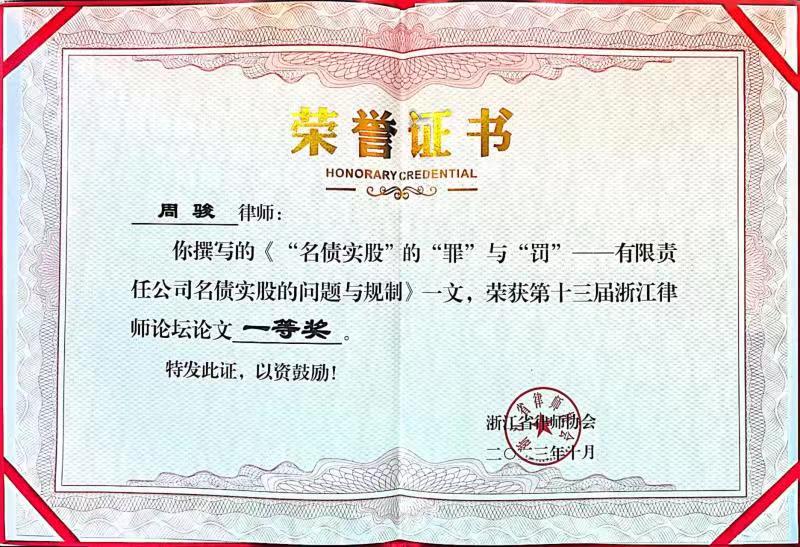 荣誉证书
HONORARY CREDENTIAL
周骏律师：
你撰写的《“名债实股”的“罪”与“罚”——有限责
任公司名债实股的问题与规制》一文，荣获第十三届浙江律
师论坛论文一等奖。
特发此证，以资鼓励！
浙江省律师协会
二〇二三年十月